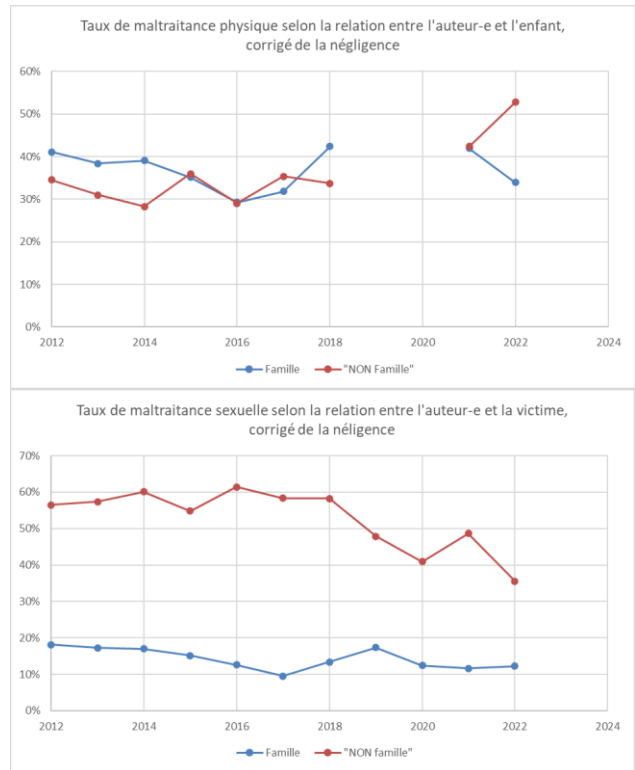 Taux de maltraitance physique selon la relation entre l'auteur-e et l'enfant,
corrigé de la négligence
60%
50%
40%
30%
20%
10%
0%
2012 2014 2016 2018 2020 2022 2024
Famille "NON Famille"
Taux de maltraitance sexuelle selon la relation entre l'auteur-e et la victime,
corrigé de la néligence
70%
60%
50%
40%
30%
20%
10%
0%
2012 2014 2016 2018 2020 2022 2024
Famille "NON famille"